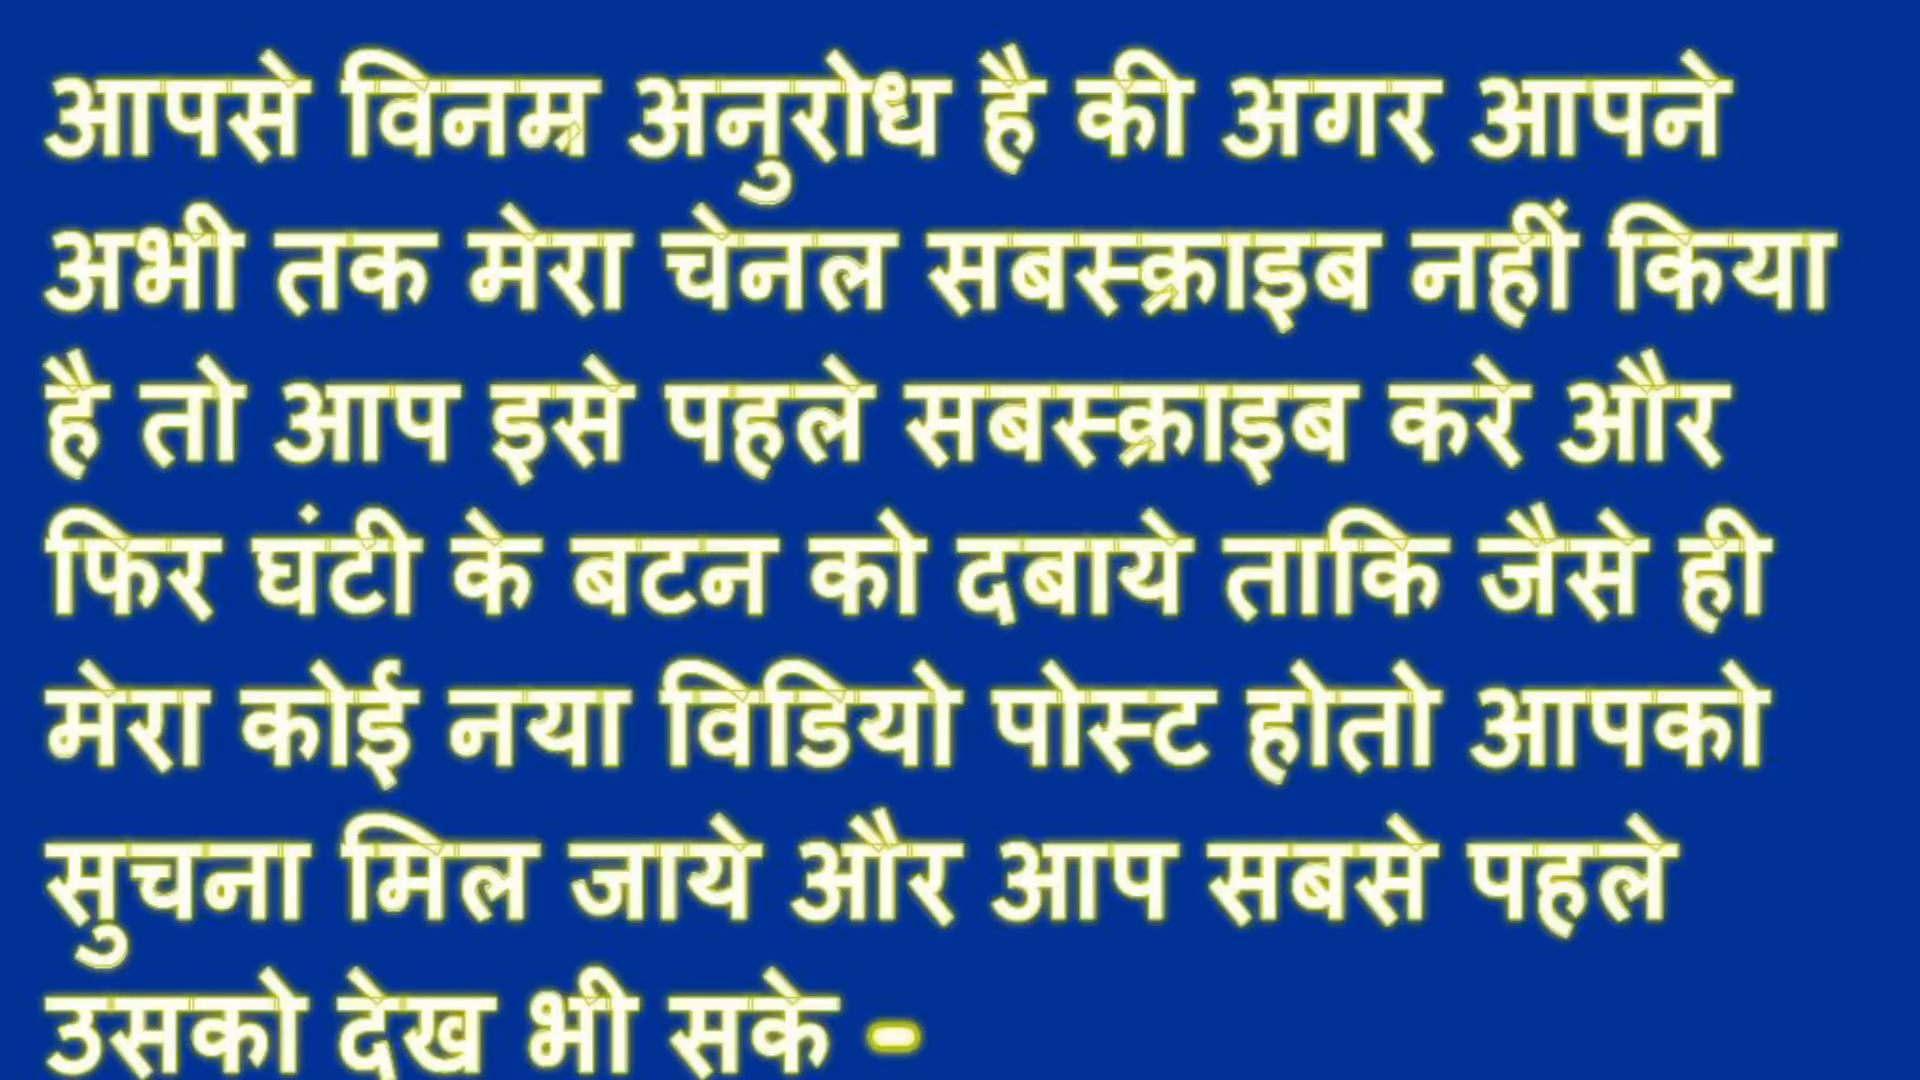 आपसे विनम्र अनुरोध है की अगर आपने
अभी तक मेरा चेनल सबस्क्राइब नहीं किया
है तो आप इसे पहले सबस्क्राइब करे और
फिर घंटी के बटन को दबाये ताकि जैसे ही
मेरा कोई नया विडियो पोस्ट होतो आपको
सुचना मिल जाये और आप सबसे पहले
उसको देख भी सके -